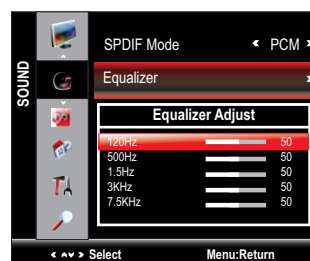 SOUND
SPDIF Mode < PCM >
Equalizer >
Equalizer Adjust
120Hz 50
500Hz 50
1.5Hz 50
3KHz 50
7.5KHz 50
Select Menu:Return